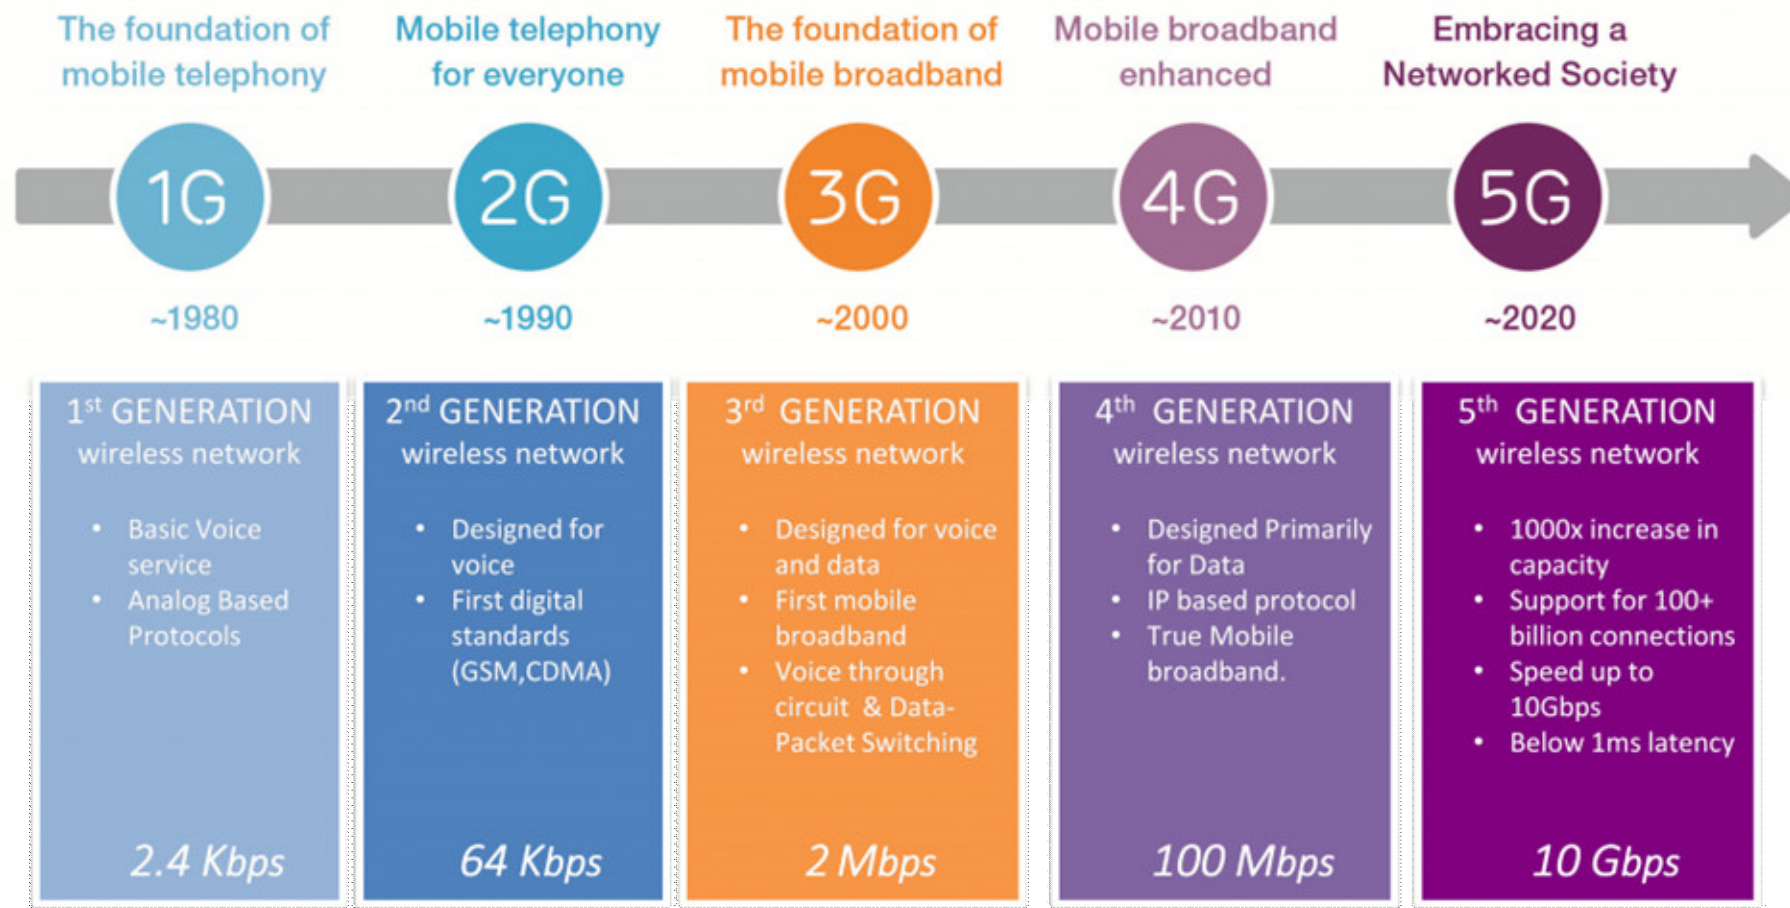 The foundation of
mobile telephony
Mobile telephony
for everyone
The foundation of
mobile broadband
Mobile broadband
enhanced
Embracing a
Networked Society
1G
2G
3G
4G
5G
~1980
~1990
~2000
~2010
~2020
1st GENERATION
wireless network
• Basic Voice
service
• Analog Based
Protocols
2.4 Kbps
2nd GENERATION
wireless network
• Designed for
voice
• First digital
standards
(GSM,CDMA)
64 Kbps
3rd GENERATION
wireless network
• Designed for voice
and data
• First mobile
broadband
• Voice through
circuit & Data-
Packet Switching
2 Mbps
4th GENERATION
wireless network
• Designed Primarily
for Data
• IP based protocol
• True Mobile
broadband.
100 Mbps
5th GENERATION
wireless network
• 1000x increase in
capacity
• Support for 100+
billion connections
• Speed up to
10Gbps
• Below 1ms latency
10 Gbps